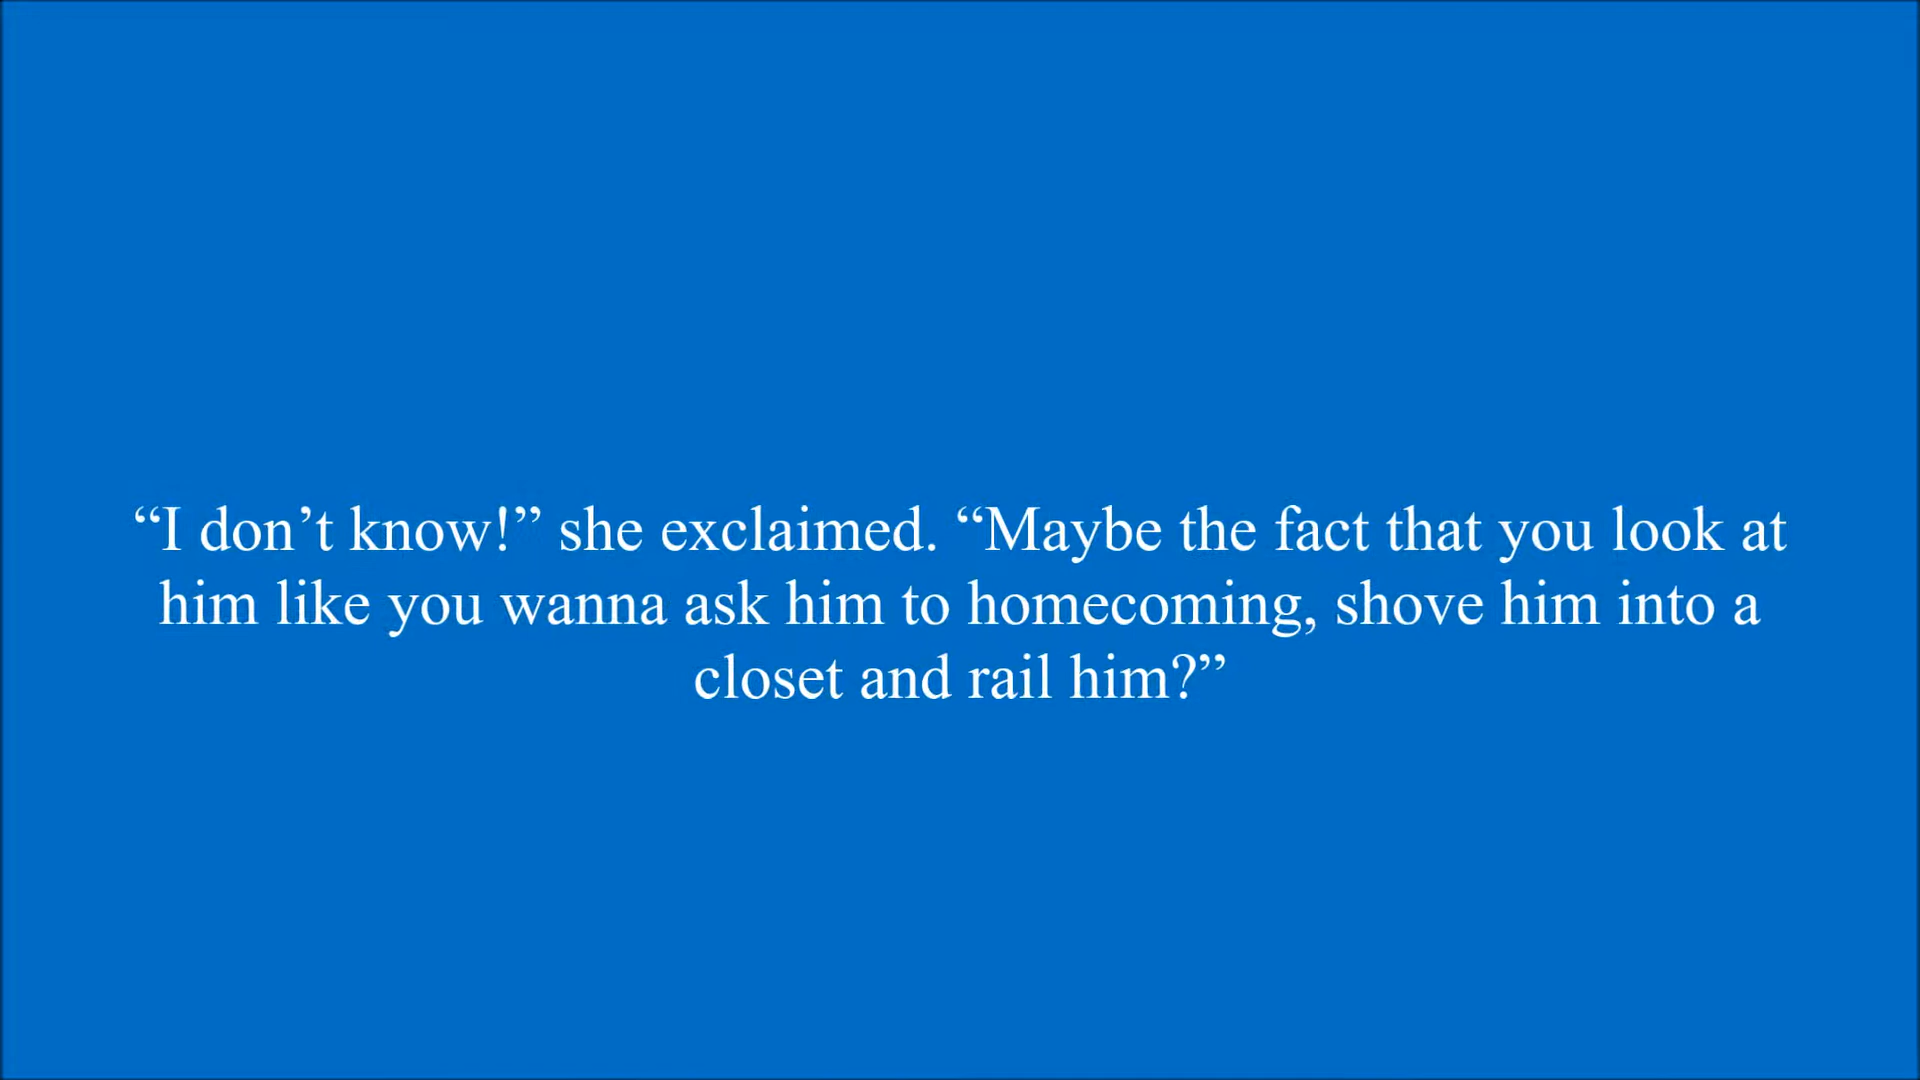 “I don’t know!” she exclaimed. “Maybe the fact that you look at
him like you wanna ask him to homecoming, shove him into a
closet and rail him?”